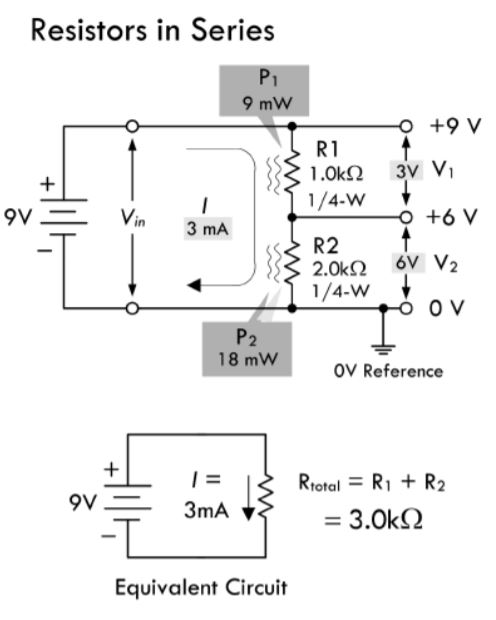 Resistors in Series
P1
9 mW
+9 V
R1
1.0kΩ
1/4-W
3V V1
+
9V
Vin
I
3 mA
+6 V
R2
2.0kΩ
1/4-W
6V V2
–
0 V
P2
18 mW
0V Reference
+
9V
–
I =
3mA
Rtotal = R1 + R2
= 3.0kΩ
Equivalent Circuit